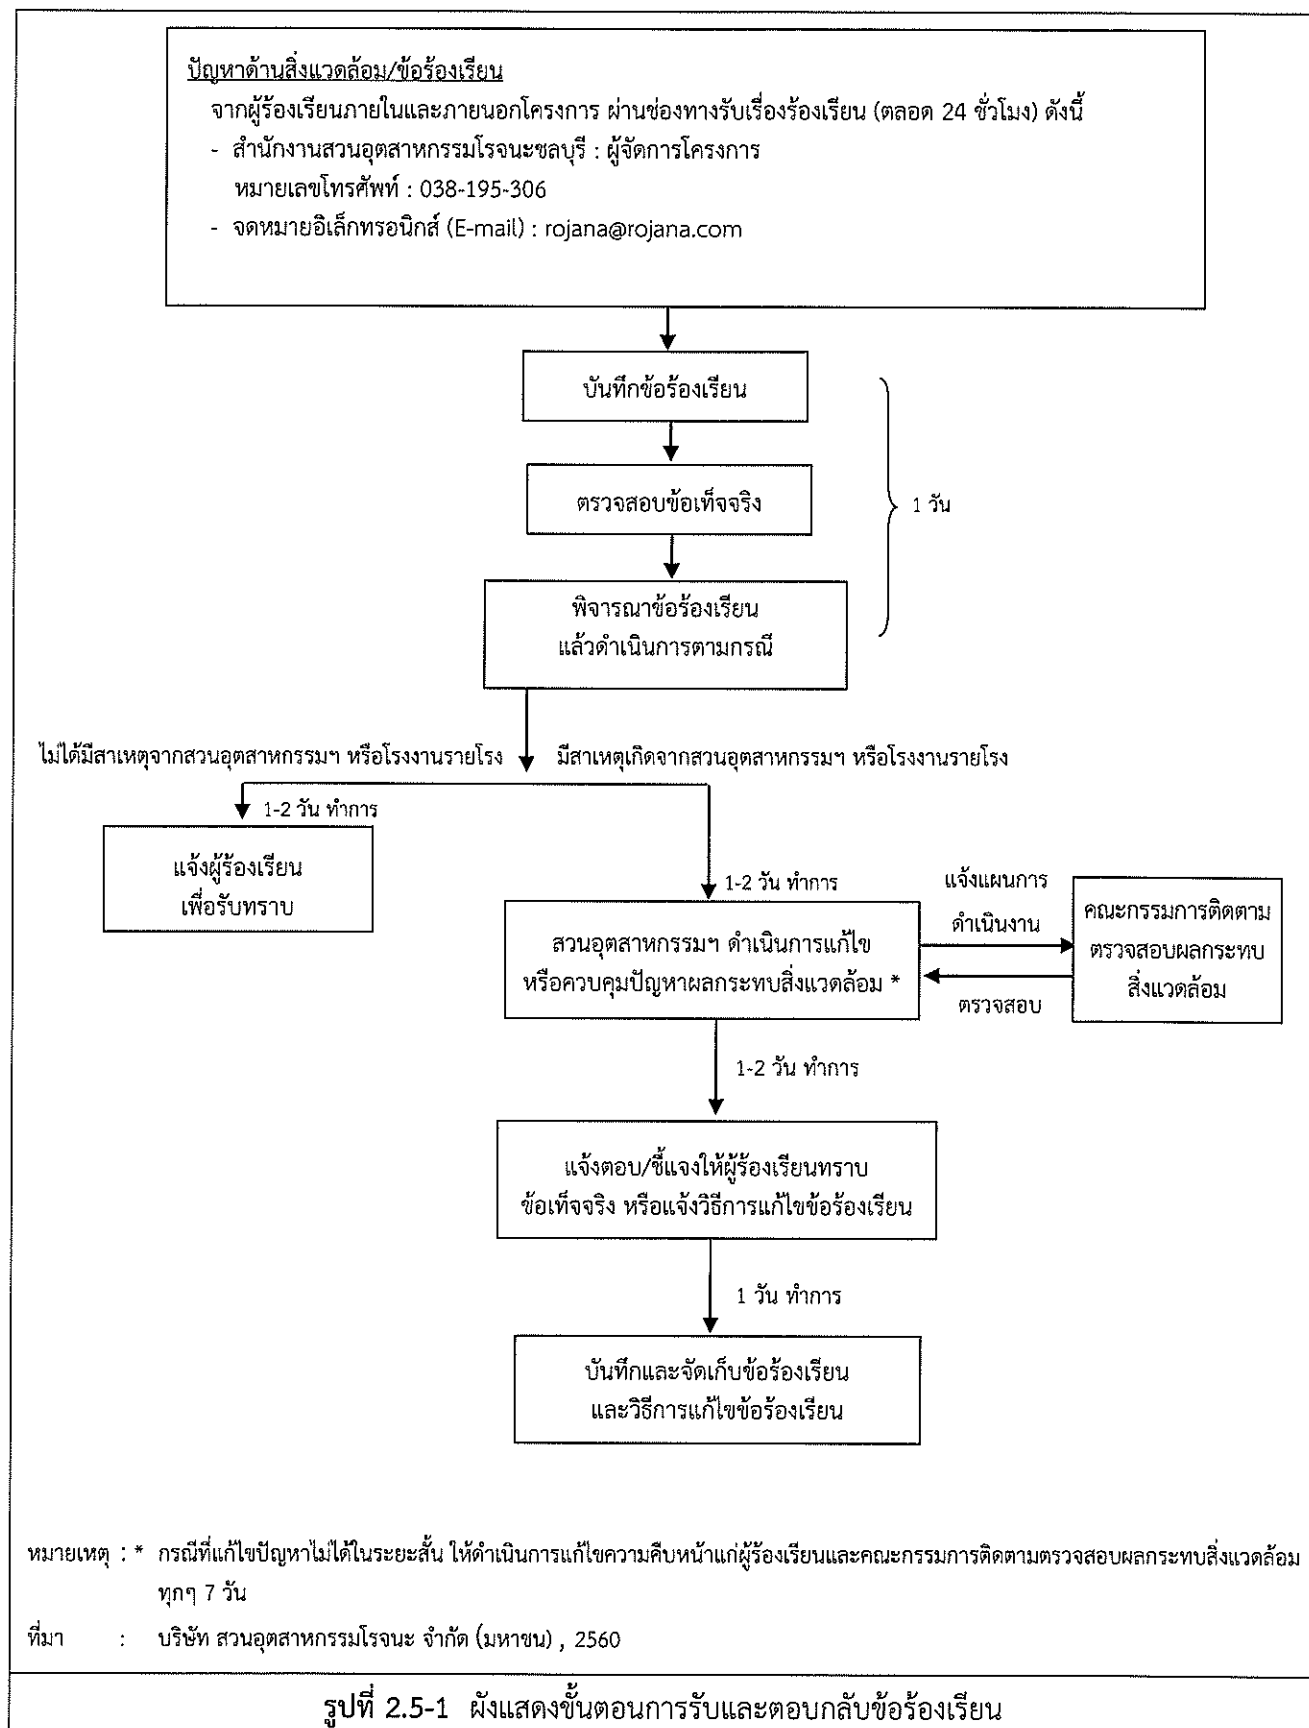 ปัญหาด้านสิ่งแวดล้อม/ข้อร้องเรียน
จากผู้ร้องเรียนภายในและภายนอกโครงการ ผ่านช่องทางรับเรื่องร้องเรียน (ตลอด 24 ชั่วโมง) ดังนี้
- สำนักงานสวนอุตสาหกรรมโรจนะชลบุรี : ผู้จัดการโครงการ
หมายเลขโทรศัพท์ : 038-195-306
- จดหมายอิเล็กทรอนิกส์ (E-mail) : rojana@rojana.com
บันทึกข้อร้องเรียน
ตรวจสอบข้อเท็จจริง
1 วัน
พิจารณาข้อร้องเรียน
แล้วดำเนินการตามกรณี
ไม่ได้มีสาเหตุจากสวนอุตสาหกรรมฯ หรือโรงงานรายโรง
มีสาเหตุเกิดจากสวนอุตสาหกรรมฯ หรือโรงงานรายโรง
1-2 วัน ทำการ
แจ้งผู้ร้องเรียน
เพื่อรับทราบ
1-2 วัน ทำการ
สวนอุตสาหกรรมฯ ดำเนินการแก้ไข
หรือควบคุมปัญหาผลกระทบสิ่งแวดล้อม *
แจ้งแผนการ
ดำเนินงาน
ตรวจสอบ
คณะกรรมการติดตาม
ตรวจสอบผลกระทบ
สิ่งแวดล้อม
1-2 วัน ทำการ
แจ้งตอบ/ชี้แจงให้ผู้ร้องเรียนทราบ
ข้อเท็จจริง หรือแจ้งวิธีการแก้ไขข้อร้องเรียน
1 วัน ทำการ
บันทึกและจัดเก็บข้อร้องเรียน
และวิธีการแก้ไขข้อร้องเรียน
หมายเหตุ : * กรณีที่แก้ไขปัญหาไม่ได้ในระยะสั้น ให้ดำเนินการแก้ไขความคืบหน้าแก่ผู้ร้องเรียนและคณะกรรมการติดตามตรวจสอบผลกระทบสิ่งแวดล้อม
ทุกๆ 7 วัน
ที่มา : บริษัท สวนอุตสาหกรรมโรจนะ จำกัด (มหาชน) , 2560
รูปที่ 2.5-1 ผังแสดงขั้นตอนการรับและตอบกลับข้อร้องเรียน